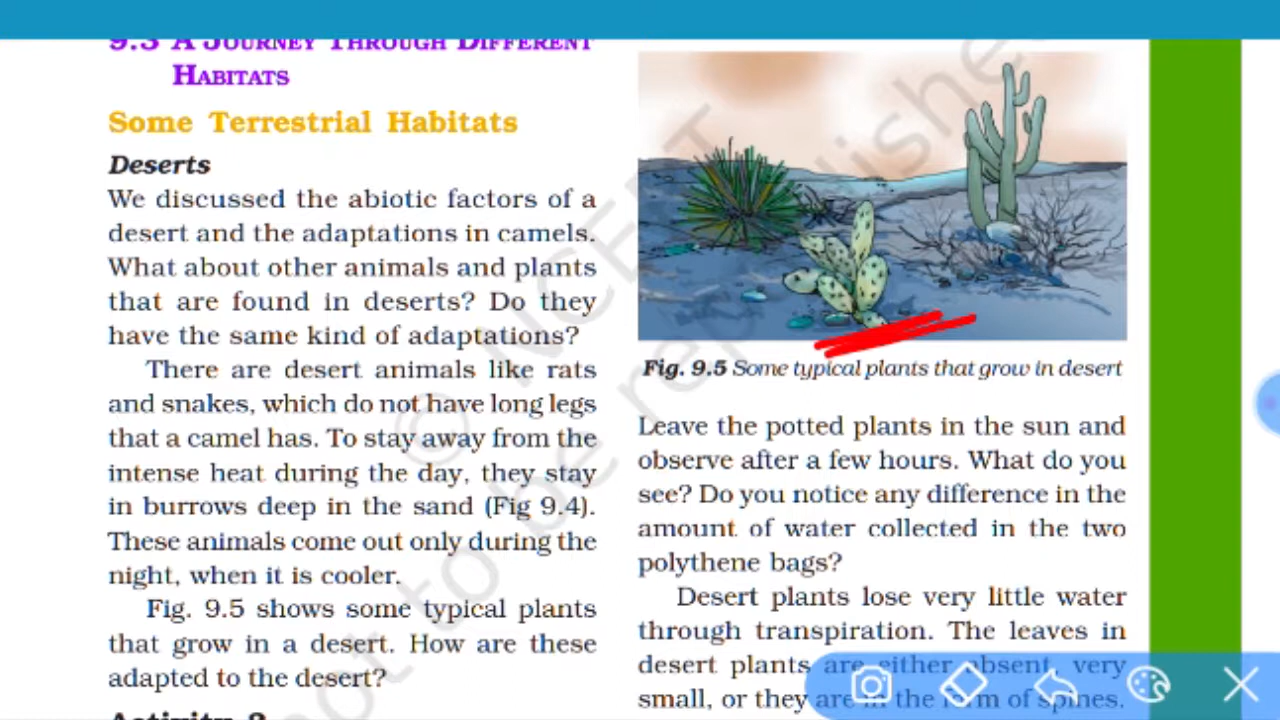 9.3 A JOURNEY THROUGH DIFFERENT
HABITATS
Some Terrestrial Habitats
Deserts
We discussed the abiotic factors of a
desert and the adaptations in camels.
What about other animals and plants
that are found in deserts? Do they
have the same kind of adaptations?
There are desert animals like rats
and snakes, which do not have long legs
that a camel has. To stay away from the
intense heat during the day, they stay
in burrows deep in the sand (Fig 9.4).
These animals come out only during the
night, when it is cooler.
Fig. 9.5 shows some typical plants
that grow in a desert. How are these
adapted to the desert?
Activity 2
Fig. 9.5 Some typical plants that grow in desert
Leave the potted plants in the sun and
observe after a few hours. What do you
see? Do you notice any difference in the
amount of water collected in the two
polythene bags?
Desert plants lose very little water
through transpiration. The leaves in
desert plants are either absent, very
small, or they are in the form of spines.
© NCERT
not to be republished